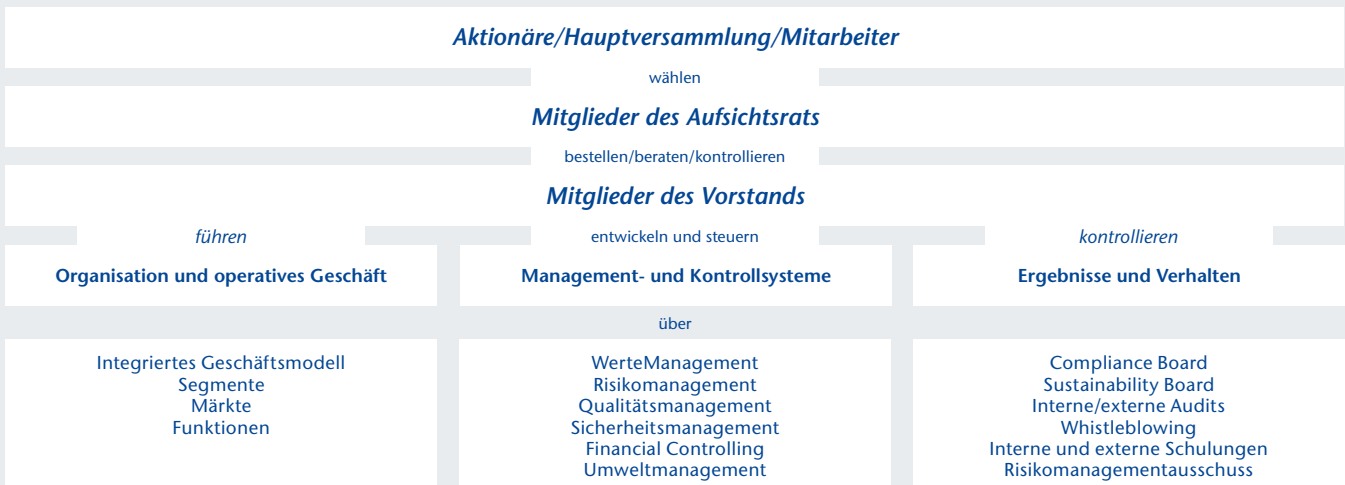 Aktionäre/Hauptversammlung/Mitarbeiter
wählen
Mitglieder des Aufsichtsrats
bestellen/beraten/kontrollieren
Mitglieder des Vorstands
führen
Organisation und operatives Geschäft
entwickeln und steuern
Management- und Kontrollsysteme
kontrollieren
Ergebnisse und Verhalten
über
Integriertes Geschäftsmodell
Segmente
Märkte
Funktionen
WerteManagement
Risikomanagement
Qualitätsmanagement
Sicherheitsmanagement
Financial Controlling
Umweltmanagement
Compliance Board
Sustainability Board
Interne/externe Audits
Whistleblowing
Interne und externe Schulungen
Risikomanagementausschuss